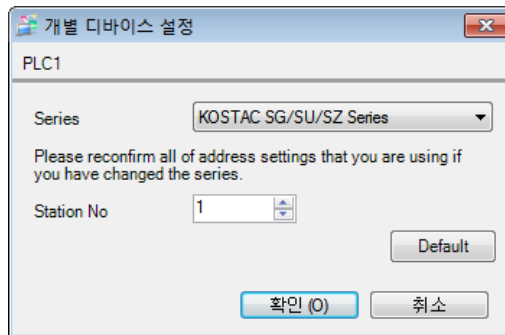 개별 디바이스 설정
PLC1
Series KOSTAC SG/SU/SZ Series
Please reconfirm all of address settings that you are using if
you have changed the series.
Station No 1
Default
확인 (O) 취소